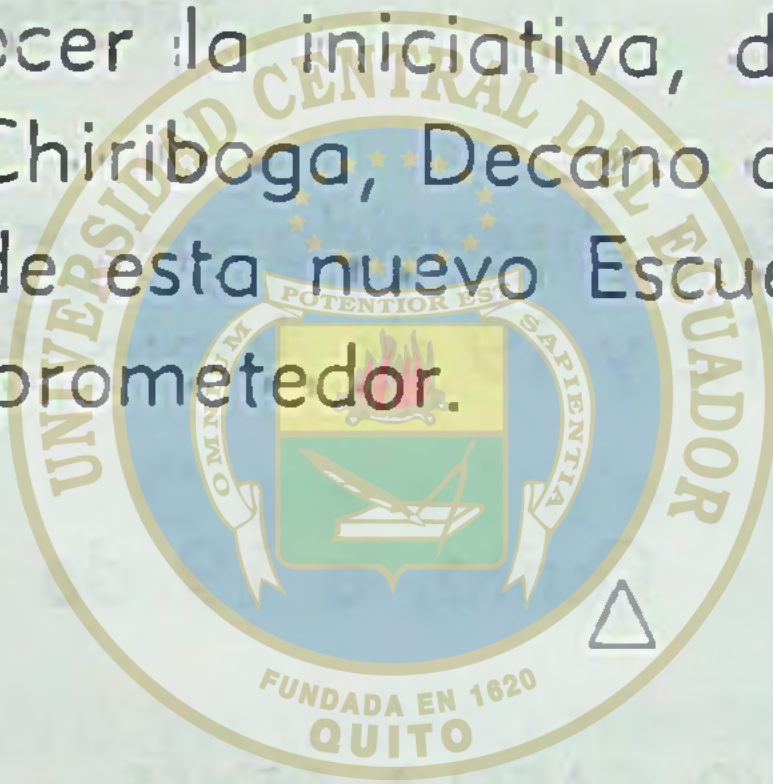 ocer la iniciativa, d
Chiriboga, Decano
de esta nuevo Escue
prometedor.
UNIVERSIDAD CENTRAL DEL ECUADOR
OMNIUM POTENTIOR EST SAPIENTIA
FUNDADA EN 1620
QUITO